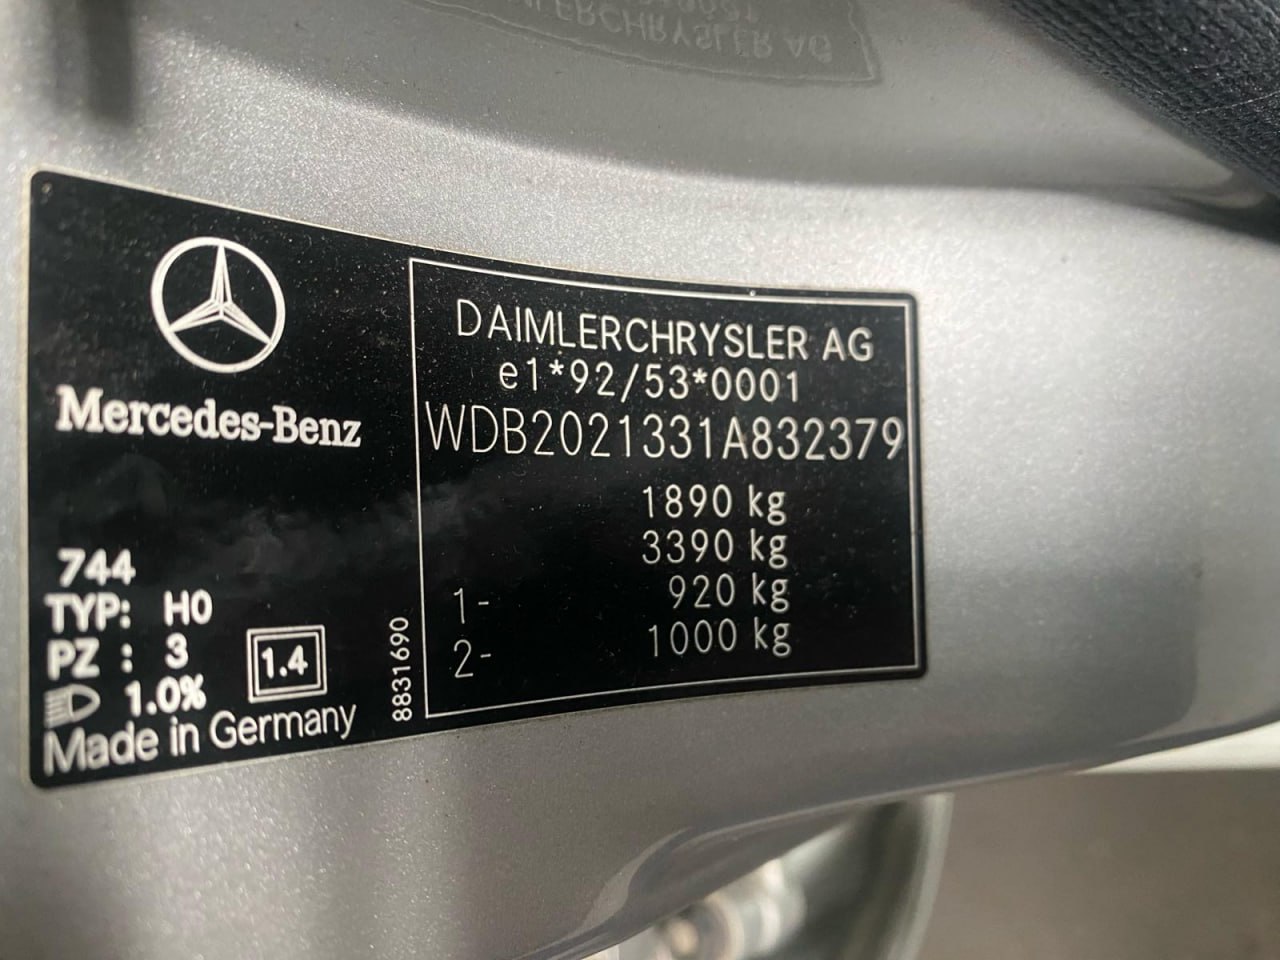 Mercedes-Benz
744
TYP: H0
PZ : 3
1.4
1.0%
Made in Germany
8831690
DAIMLERCHRYSLER AG
e1*92/53*0001
WDB2021331A832379
1890 kg
3390 kg
1- 920 kg
2- 1000 kg